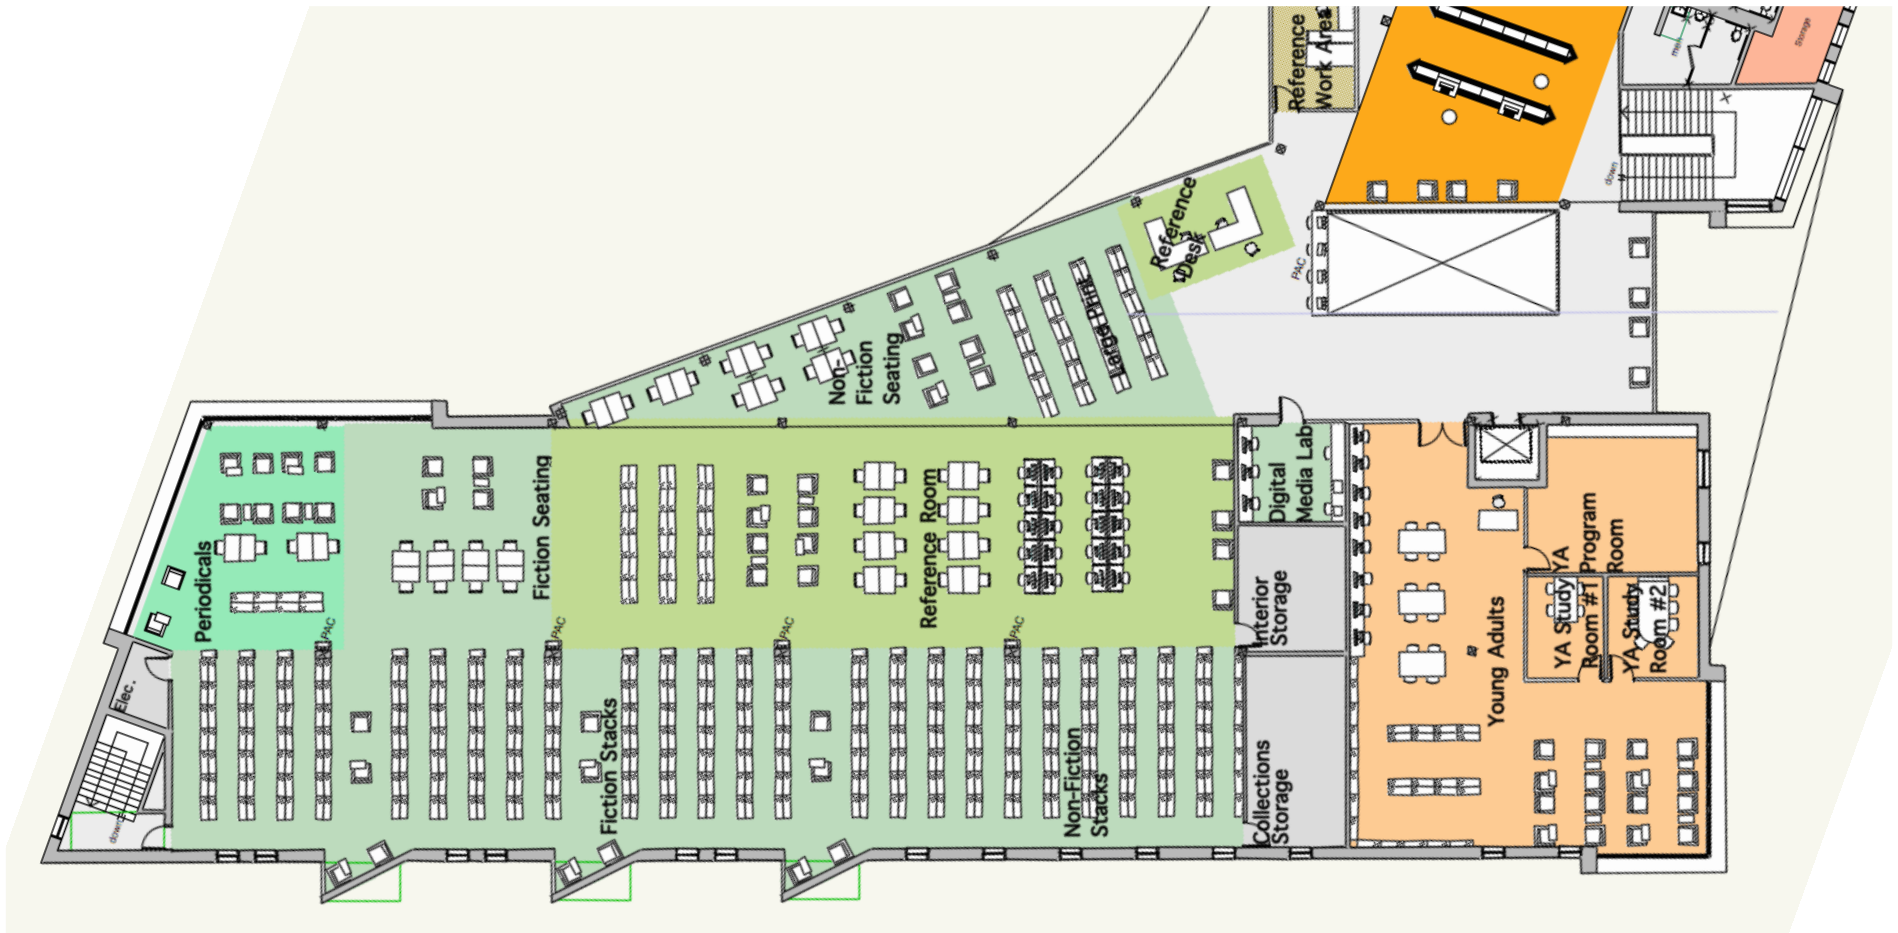 Reference
Work Area
men
Storage
down
Reference
Desk
PAC
Large Print
Non-
Fiction
Seating
Periodicals
Fiction Seating
Reference Room
Digital
Media Lab
Interior
Storage
Collections
Storage
Young Adults
YA
Program
Room
YA Study
Room #1
YA Study
Room #2
PAC
PAC
PAC
PAC
Elec.
down
Fiction Stacks
Non-Fiction
Stacks